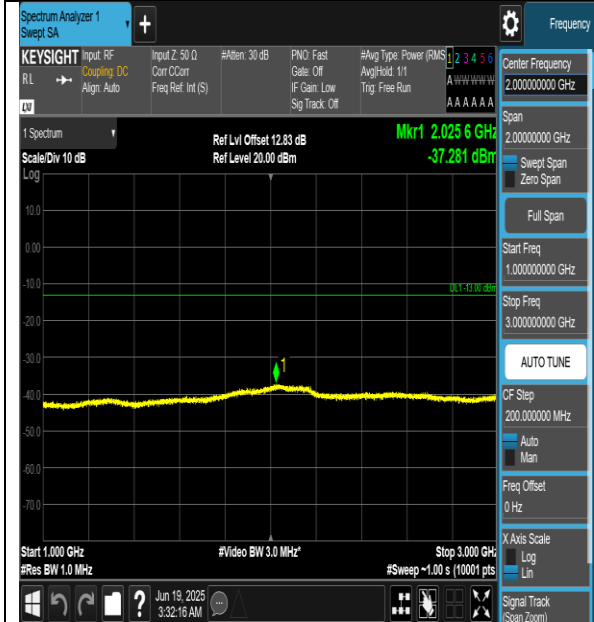 Spectrum Analyzer 1
Swept SA
+
Frequency
KEYSIGHT
RL
LXI
Input: RF
Coupling: DC
Align: Auto
Input Z: 50 Ω
Corr CCorr
Freq Ref: Int (S)
#Atten: 30 dB
PNO: Fast
Gate: Off
IF Gain: Low
Sig Track: Off
#Avg Type: Power (RMS
Avg|Hold: 1/1
Trig: Free Run
1 2 3 4 5 6
A W W W W W
A A A A A A
1 Spectrum
Scale/Div 10 dB
Log
Ref Lvl Offset 12.83 dB
Ref Level 20.00 dBm
Mkr1 2.025 6 GHz
-37.281 dBm
10.0
0.00
-10.0
DL1 -13.00 dBm
-20.0
-30.0
1
-40.0
-50.0
-60.0
-70.0
Start 1.000 GHz
#Video BW 3.0 MHz*
Stop 3.000 GHz
#Res BW 1.0 MHz
#Sweep ~1.00 s (10001 pts
Jun 19, 2025
3:32:16 AM
?
Center Frequency
2.00000000 GHz
Span
2.00000000 GHz
Swept Span
Zero Span
Full Span
Start Freq
1.000000000 GHz
Stop Freq
3.000000000 GHz
AUTO TUNE
CF Step
200.000000 MHz
Auto
Man
Freq Offset
0 Hz
X Axis Scale
Log
Lin
Signal Track
(Span Zoom)